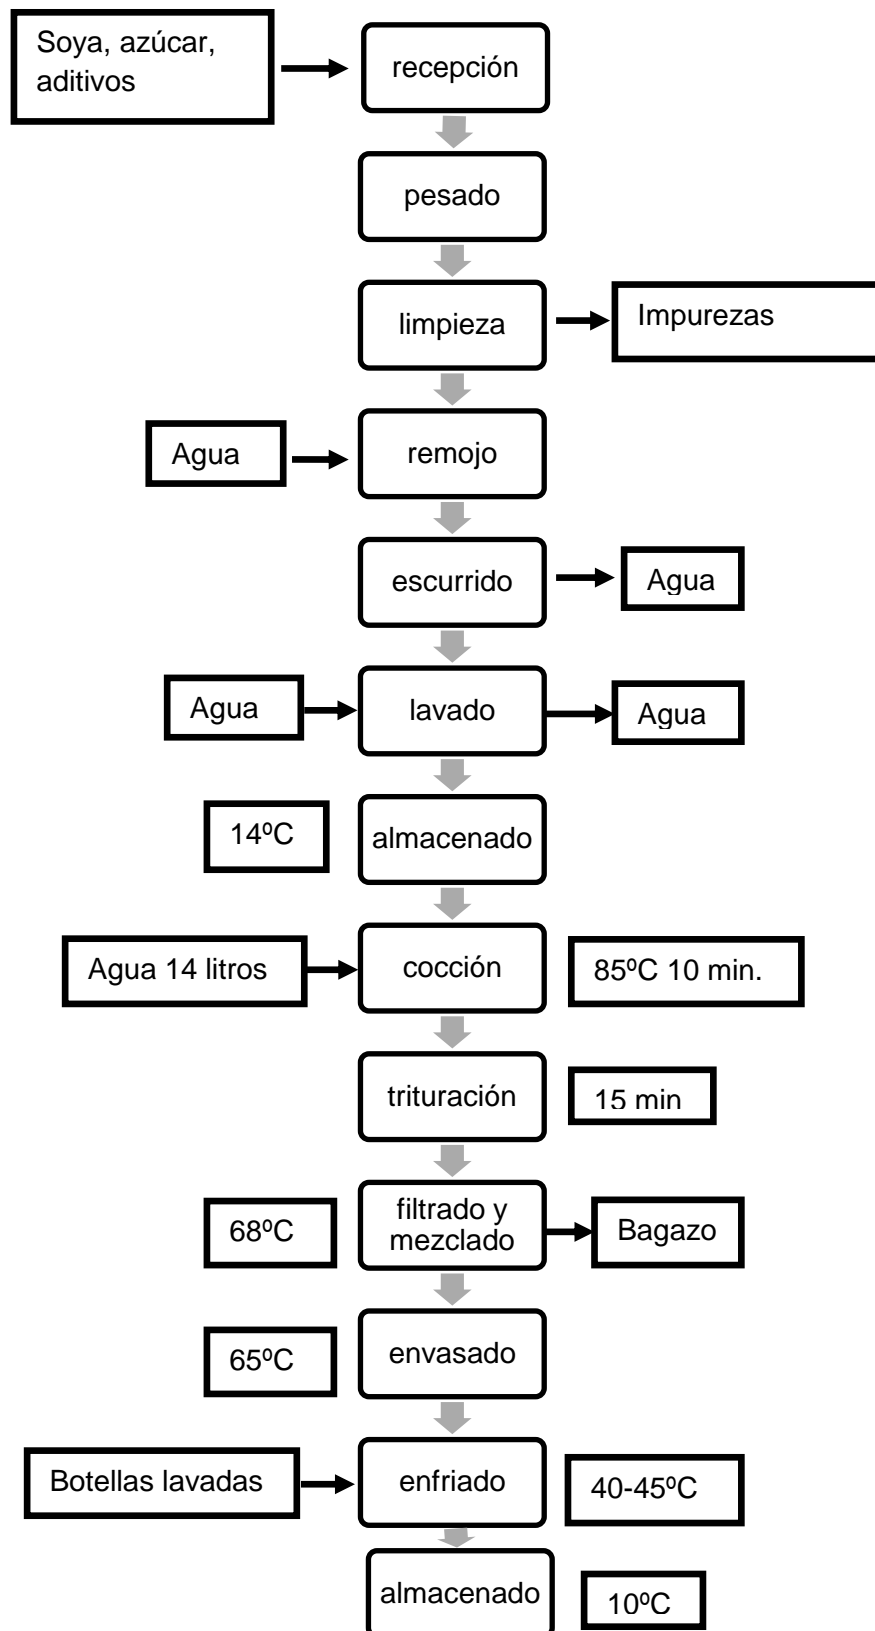 Soya, azúcar,
aditivos
recepción
pesado
limpieza
Impurezas
Agua
remojo
escurrido
Agua
Agua
lavado
Agua
14ºC
almacenado
Agua 14 litros
cocción
85ºC 10 min.
trituración
15 min
68ºC
filtrado y
mezclado
Bagazo
65ºC
envasado
Botellas lavadas
enfriado
40-45ºC
almacenado
10ºC